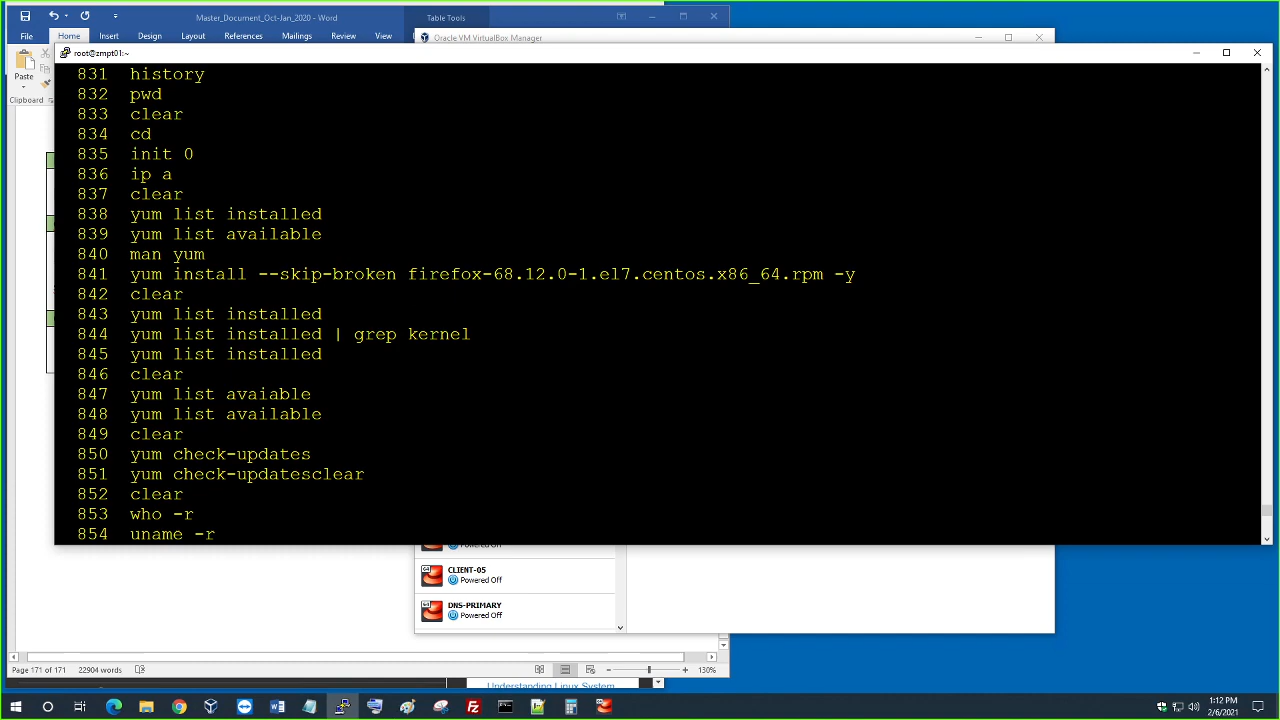 Master_Document_Oct-Jan_2020 - Word
Table Tools
File
Home
Insert
Design
Layout
References
Mailings
Review
View
Oracle VM VirtualBox Manager
Paste
Clipboard
root@zmpt01:~
831 history
832 pwd
833 clear
834 cd
835 init 0
836 ip a
837 clear
838 yum list installed
839 yum list available
840 man yum
841 yum install --skip-broken firefox-68.12.0-1.el7.centos.x86_64.rpm -y
842 clear
843 yum list installed
844 yum list installed | grep kernel
845 yum list installed
846 clear
847 yum list avaiable
848 yum list available
849 clear
850 yum check-updates
851 yum check-updatesclear
852 clear
853 who -r
854 uname -r
Powered Off
CLIENT-05
Powered Off
DNS-PRIMARY
Powered Off
Page 171 of 171
22904 words
130%
Understanding Linux System
1:12 PM
2/6/2021